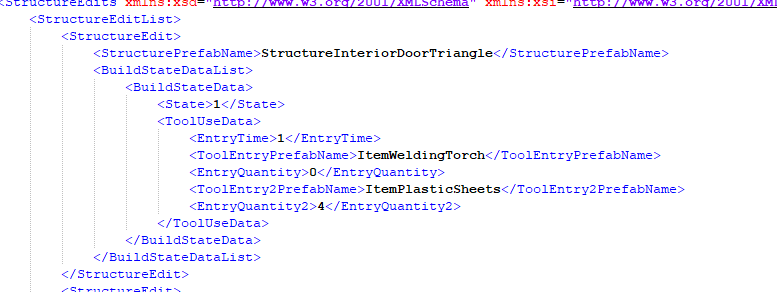 <StructureEdits xmlns:xsd="http://www.w3.org/2001/XMLSchema" xmlns:xsi="http://www.w3.org/2001/XML
<StructureEditList>
<StructureEdit>
<StructurePrefabName>StructureInteriorDoorTriangle</StructurePrefabName>
<BuildStateDataList>
<BuildStateData>
<State>1</State>
<ToolUseData>
<EntryTime>1</EntryTime>
<ToolEntryPrefabName>ItemWeldingTorch</ToolEntryPrefabName>
<EntryQuantity>0</EntryQuantity>
<ToolEntry2PrefabName>ItemPlasticSheets</ToolEntry2PrefabName>
<EntryQuantity2>4</EntryQuantity2>
</ToolUseData>
</BuildStateData>
</BuildStateDataList>
</StructureEdit>
<StructureEdit>